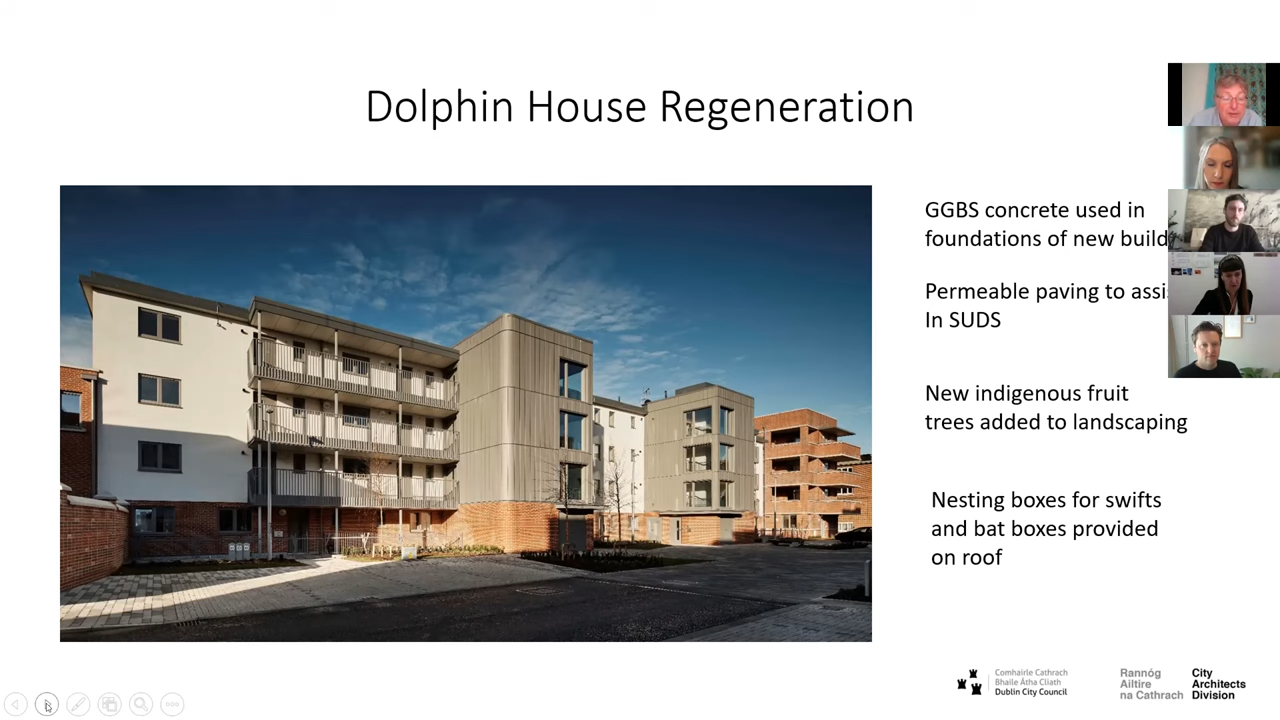 Dolphin House Regeneration
GGBS concrete used in
foundations of new build
Permeable paving to
In SUDS
New indigenous fruit
trees added to landscaping
Nesting boxes for swifts
and bat boxes provided
on roof
Comhairle Cathrach
Bhaile Átha Cliath
Dublin City Council
Rannóg
Ailtire
na Cathrach
City
Architects
Division